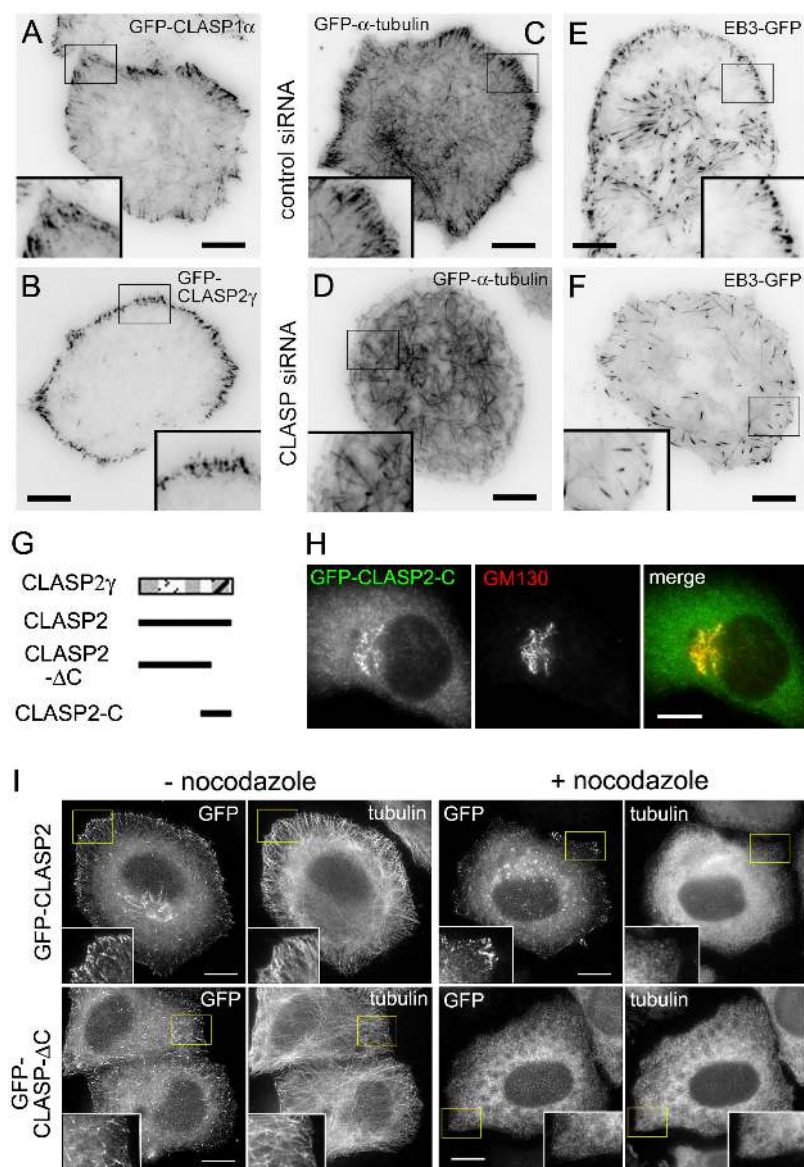 A
GFP-CLASP1α
GFP-α-tubulin
C
E
EB3-GFP
control siRNA
B
GFP-
CLASP2γ
D
GFP-α-tubulin
F
EB3-GFP
CLASP siRNA
G
CLASP2γ
CLASP2
CLASP2
-ΔC
CLASP2-C
H
GFP-CLASP2-C
GM130
merge
I
- nocodazole
+ nocodazole
GFP-CLASP2
GFP
tubulin
GFP
tubulin
GFP-
CLASP-ΔC
GFP
tubulin
GFP
tubulin